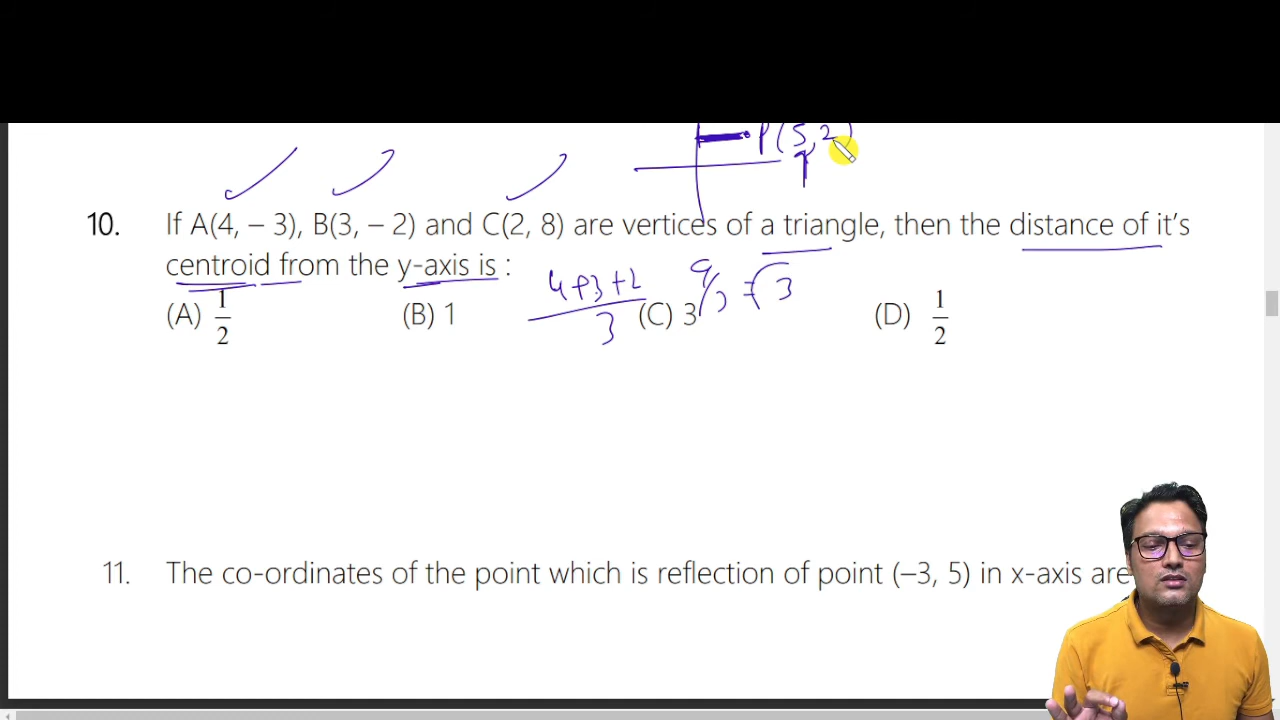 P(5,2)
10. If A(4, – 3), B(3, – 2) and C(2, 8) are vertices of a triangle, then the distance of it's
centroid from the y-axis is :
4+3+2
3
9/3 = 3
(A) 1/2 (B) 1 (C) 3 (D) 1/2
11. The co-ordinates of the point which is reflection of point (–3, 5) in x-axis are